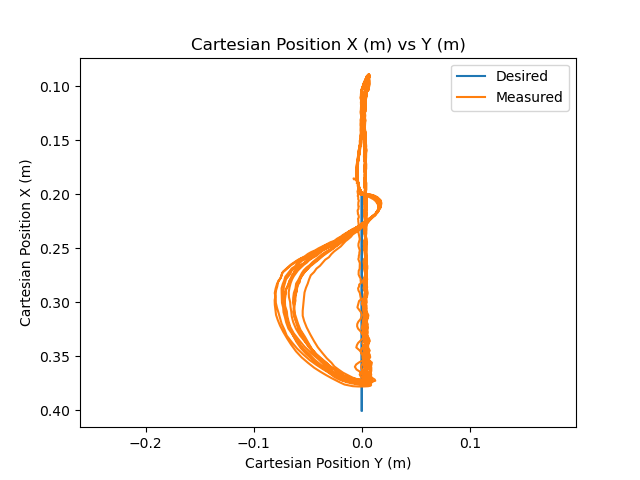 Cartesian Position X (m) vs Y (m)
Desired
Measured
0.10
0.15
0.20
0.25
0.30
0.35
0.40
Cartesian Position X (m)
−0.2
−0.1
0.0
0.1
Cartesian Position Y (m)